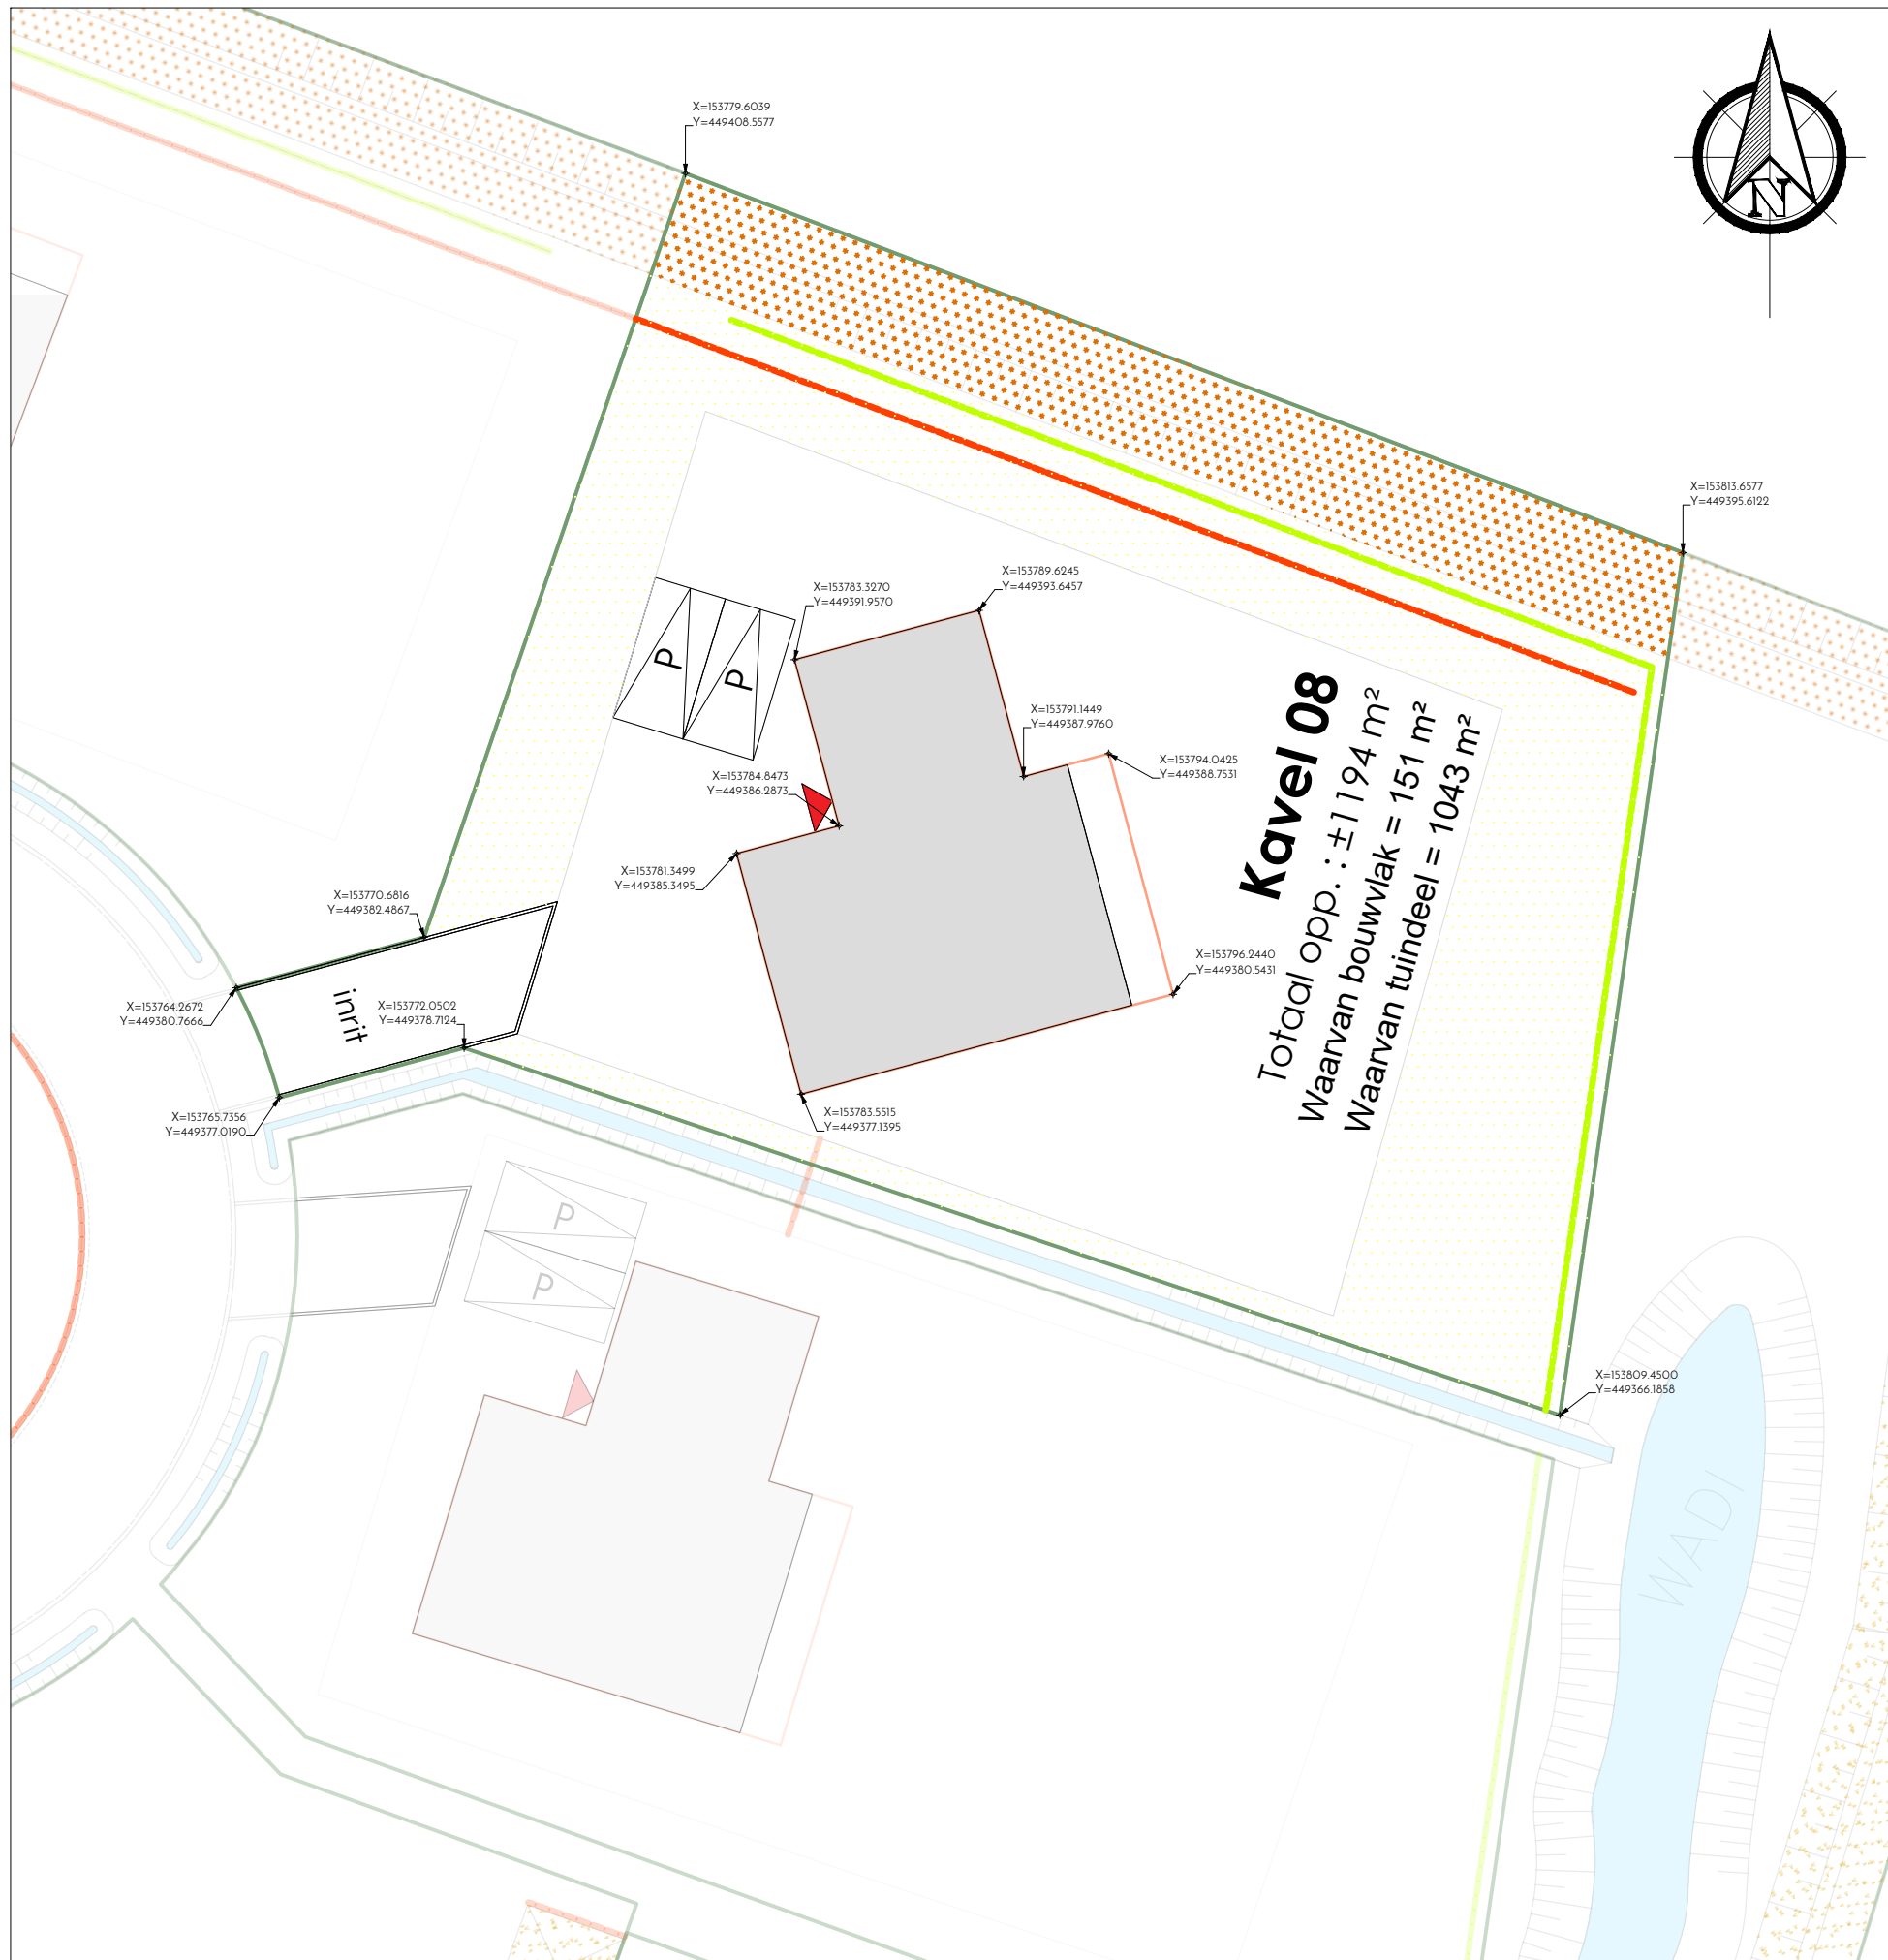 X=153779.6039
Y=449408.5577
N
X=153813.6577
Y=449395.6122
X=153789.6245
Y=449393.6457
X=153783.3270
Y=449391.9570
P
P
X=153791.1449
Y=449387.9760
X=153794.0425
Y=449388.7531
X=153784.8473
Y=449386.2873
Kavel 08
Totaal opp. : ±1194 m²
Waarvan bouwvlak = 151 m²
Waarvan tuindeel = 1043 m²
X=153781.3499
Y=449385.3495
X=153770.6816
Y=449382.4867
X=153796.2440
Y=449380.5431
X=153764.2672
Y=449380.7666
inrit
X=153772.0502
Y=449378.7124
X=153765.7356
Y=449377.0190
X=153783.5515
Y=449377.1395
P
P
X=153809.4500
Y=449366.1858
WADI